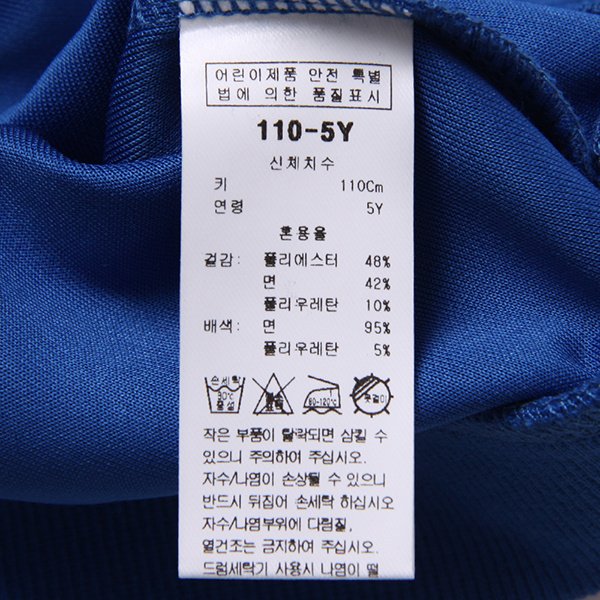 어린이제품 안전 특별
법에 의한 품질표시
110-5Y
신체치수
키 110Cm
연령 5Y
혼용율
겉감: 폴리에스터 48%
면 42%
폴리우레탄 10%
배색: 면 95%
폴리우레탄 5%
손세탁 30℃ 중성
80-120℃
옷걸이
작은 부품이 탈락되면 삼킬 수
있으니 주의하여 주십시오.
자수/나염이 손상될 수 있으니
반드시 뒤집어 손세탁 하십시오
자수/나염부위에 다림질,
열건조는 금지하여 주십시오.
드럼세탁기 사용시 나염이 떨